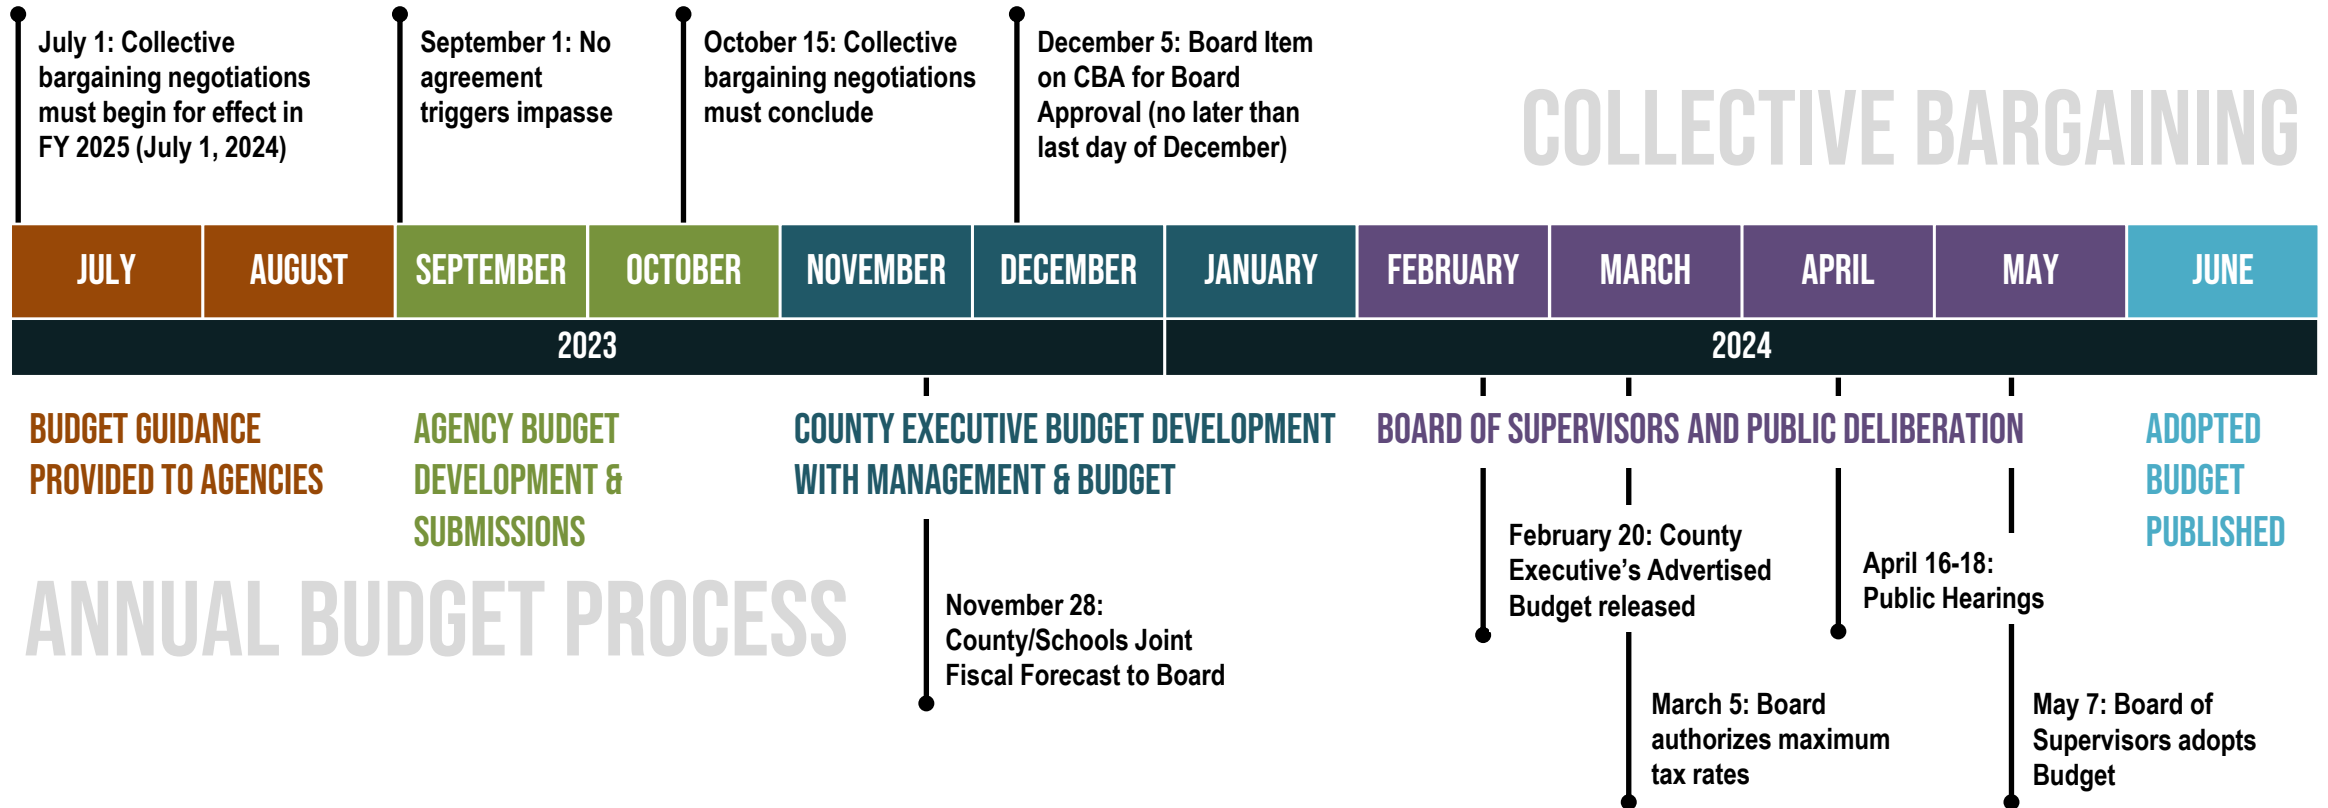 July 1: Collective
bargaining negotiations
must begin for effect in
FY 2025 (July 1, 2024)
September 1: No
agreement
triggers impasse
October 15: Collective
bargaining negotiations
must conclude
December 5: Board Item
on CBA for Board
Approval (no later than
last day of December)
COLLECTIVE BARGAINING
JULY
AUGUST
SEPTEMBER
OCTOBER
NOVEMBER
DECEMBER
JANUARY
FEBRUARY
MARCH
APRIL
MAY
JUNE
2023
2024
BUDGET GUIDANCE
PROVIDED TO AGENCIES
AGENCY BUDGET
DEVELOPMENT &
SUBMISSIONS
COUNTY EXECUTIVE BUDGET DEVELOPMENT
WITH MANAGEMENT & BUDGET
BOARD OF SUPERVISORS AND PUBLIC DELIBERATION
ADOPTED
BUDGET
PUBLISHED
ANNUAL BUDGET PROCESS
November 28:
County/Schools Joint
Fiscal Forecast to Board
February 20: County
Executive's Advertised
Budget released
March 5: Board
authorizes maximum
tax rates
April 16-18:
Public Hearings
May 7: Board of
Supervisors adopts
Budget